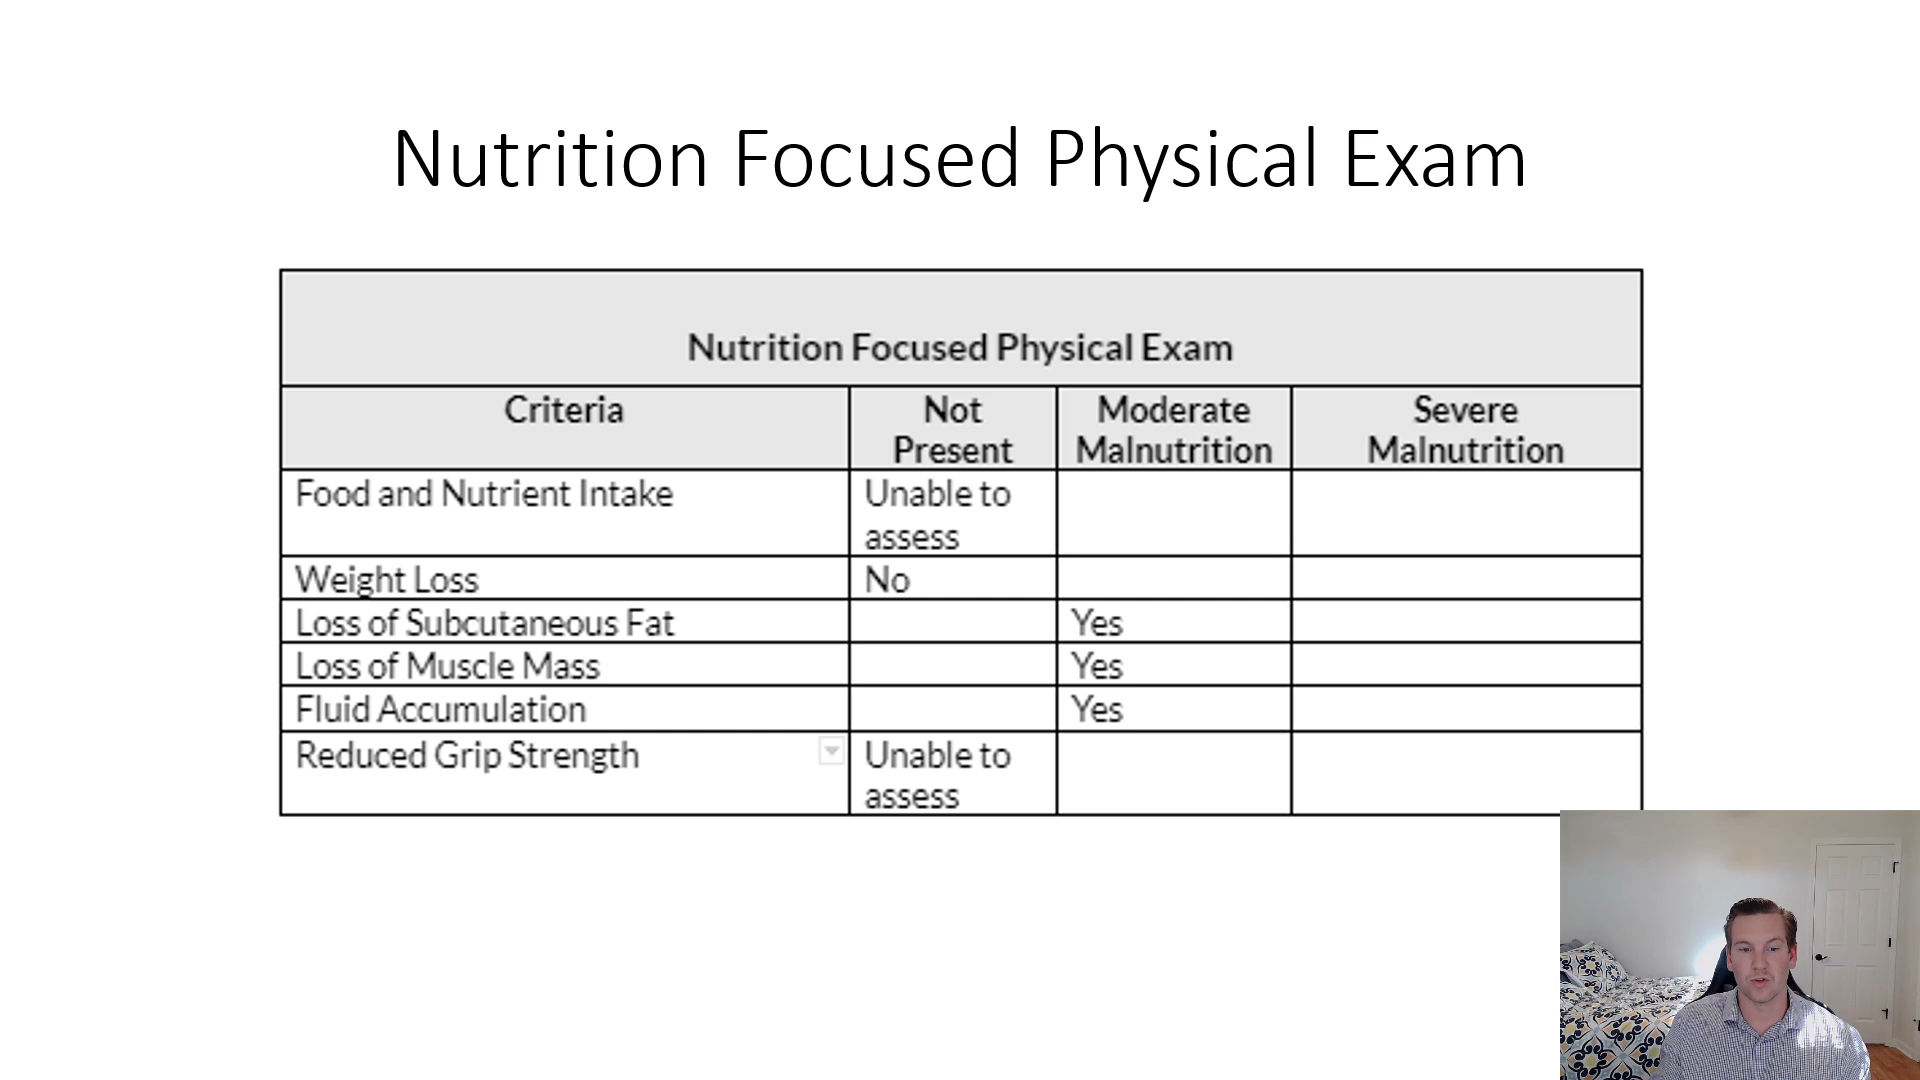 Nutrition Focused Physical Exam
Nutrition Focused Physical Exam
Criteria
Not
Present
Moderate
Malnutrition
Severe
Malnutrition
Food and Nutrient Intake
Unable to
assess
Weight Loss
No
Loss of Subcutaneous Fat
Yes
Loss of Muscle Mass
Yes
Fluid Accumulation
Yes
Reduced Grip Strength
Unable to
assess